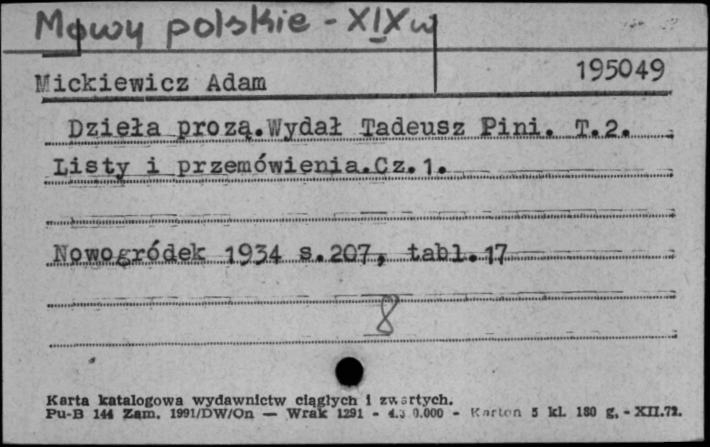 Mowy polskie - XIX w
195049
Mickiewicz Adam
Dzieła prozą.Wydał Tadeusz Pini. T.2.
Listy i przemówienia.Cz.1.
Nowogródek 1934 s.207, tabl.17
8
Karta katalogowa wydawnictw ciągłych i zwartych.
Pu-B 144 Zam. 1991/DW/On — Wrak 1291 - 0.000 - Karton 5 kl. 180 g. - XII.72.